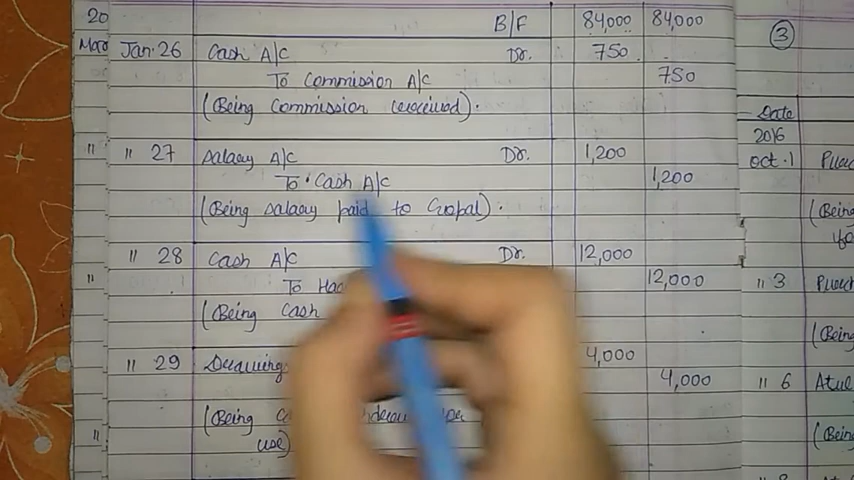 20 B/F 84,000 84,000
Mar Jan. 26 Cash A/C Dr. 750
To Commission A/C 750
(Being Commission received).
" " 27 Salary A/C Dr. 1,200
To Cash A/C 1,200
(Being Salary paid to Gopal).
" 28 Cash A/C Dr. 12,000
" To 12,000
(Being Cash
" 29 Drawing 4,000
4,000
(Being
" use)
3
Date
2016
Oct. 1
(Being
" 3
(Being
" 6 Atul
(Being